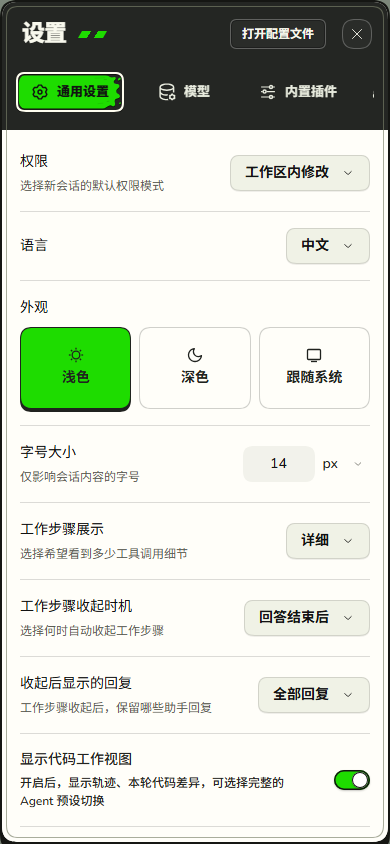 设置
打开配置文件
通用设置
模型
内置插件
权限
选择新会话的默认权限模式
工作区内修改
语言
中文
外观
浅色
深色
跟随系统
字号大小
仅影响会话内容的字号
14
px
工作步骤展示
选择希望看到多少工具调用细节
详细
工作步骤收起时机
选择何时自动收起工作步骤
回答结束后
收起后显示的回复
工作步骤收起后，保留哪些助手回复
全部回复
显示代码工作视图
开启后，显示轨迹、本轮代码差异，可选择完整的
Agent 预设切换